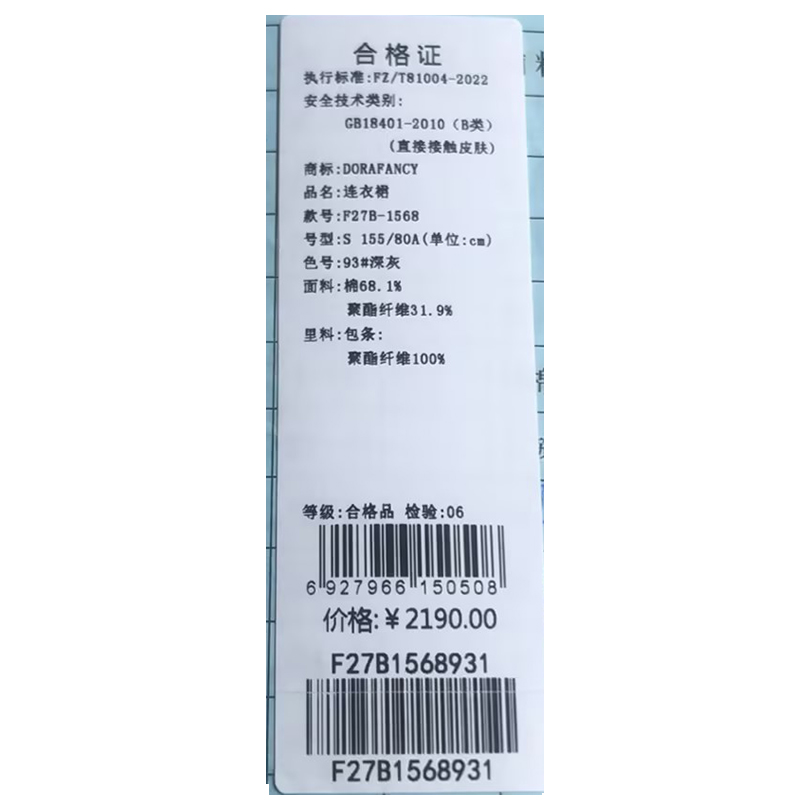 合格证
执行标准:FZ/T81004-2022
安全技术类别:
GB18401-2010（B类）
(直接接触皮肤)
商标:DORAFANCY
品名:连衣裙
款号:F27B-1568
号型:S 155/80A(单位:cm)
色号:93#深灰
面料:棉68.1%
聚酯纤维31.9%
里料:包条:
聚酯纤维100%
等级:合格品 检验:06
6 927966 150508
价格:¥2190.00
F27B1568931
F27B1568931